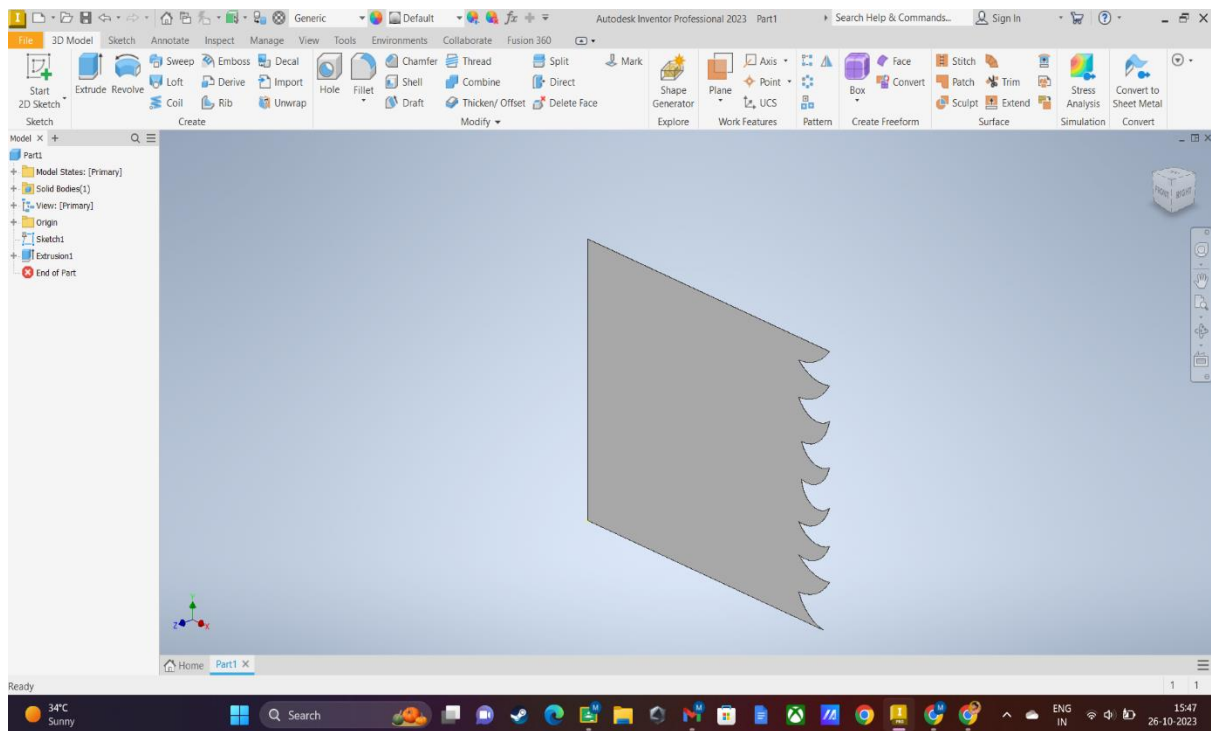 Generic Default fx Autodesk Inventor Professional 2023 Part1 Search Help & Commands... Sign In
File 3D Model Sketch Annotate Inspect Manage View Tools Environments Collaborate Fusion 360
Sweep Emboss Decal Chamfer Thread Split Mark Axis Face Stitch
Start 2D Sketch Extrude Revolve Loft Derive Import Hole Fillet Shell Combine Direct Shape Generator Plane Point Box Convert Patch Trim Stress Analysis Convert to Sheet Metal
Coil Rib Unwrap Draft Thicken/ Offset Delete Face UCS Sculpt Extend
Sketch Create Modify Explore Work Features Pattern Create Freeform Surface Simulation Convert
Model × +
Part1
Model States: [Primary]
Solid Bodies(1)
View: [Primary]
Origin
Sketch1
Extrusion1
End of Part
FRONT RIGHT
Y
Z X
Home Part1 ×
Ready 1 1
34°C
Sunny
Search
ENG
IN
15:47
26-10-2023